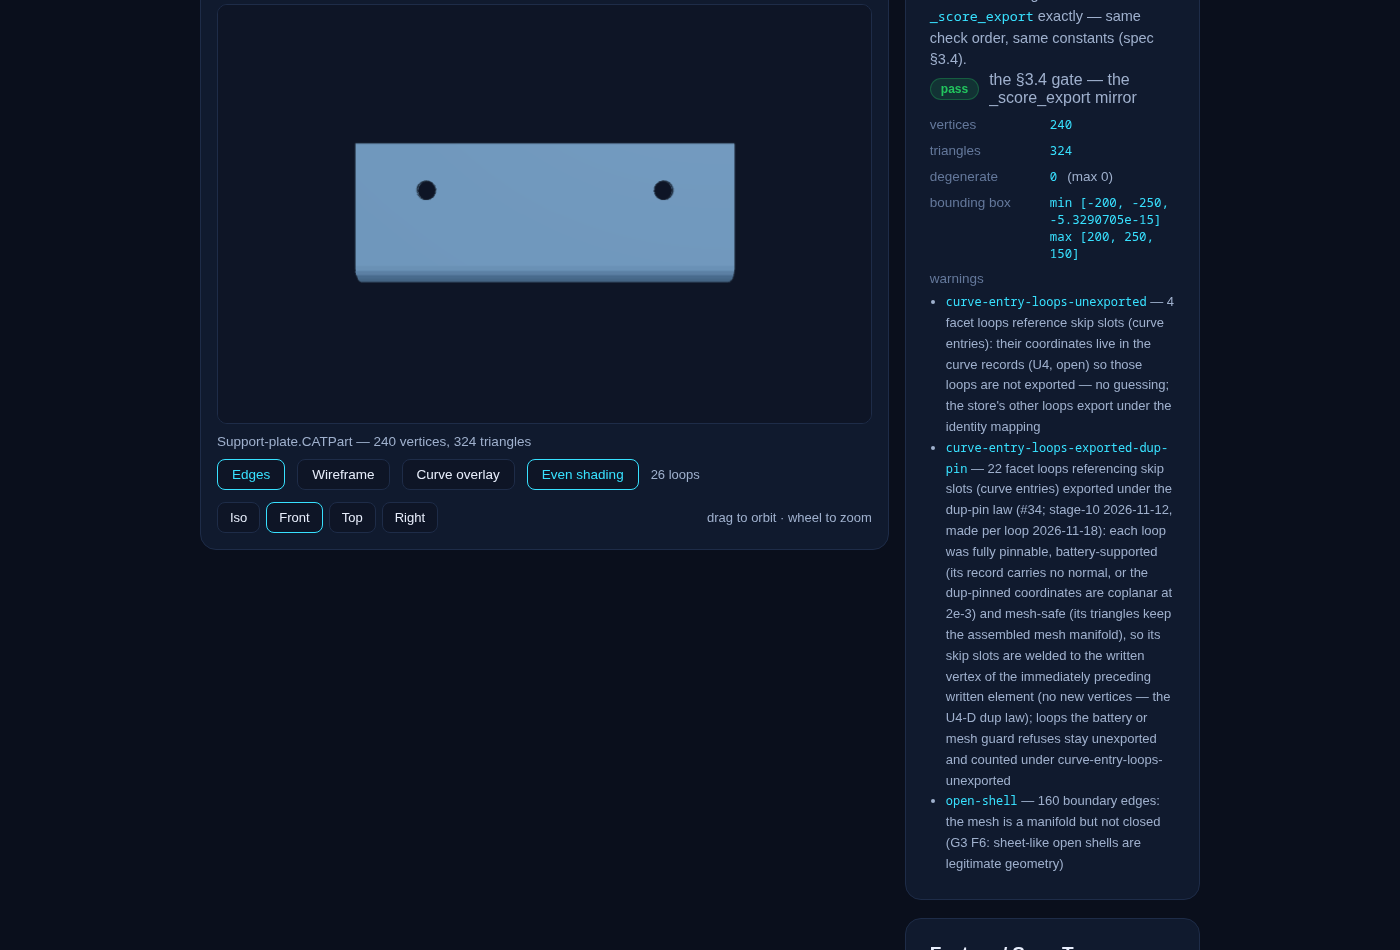 Support-plate.CATPart — 240 vertices, 324 triangles
Edges Wireframe Curve overlay Even shading 26 loops
Iso Front Top Right drag to orbit · wheel to zoom
_score_export exactly — same
check order, same constants (spec
§3.4).
pass the §3.4 gate — the
_score_export mirror
vertices 240
triangles 324
degenerate 0 (max 0)
bounding box min [-200, -250,
-5.3290705e-15]
max [200, 250,
150]
warnings
• curve-entry-loops-unexported — 4
facet loops reference skip slots (curve
entries): their coordinates live in the
curve records (U4, open) so those
loops are not exported — no guessing;
the store's other loops export under the
identity mapping
• curve-entry-loops-exported-dup-
pin — 22 facet loops referencing skip
slots (curve entries) exported under the
dup-pin law (#34; stage-10 2026-11-12,
made per loop 2026-11-18): each loop
was fully pinnable, battery-supported
(its record carries no normal, or the
dup-pinned coordinates are coplanar at
2e-3) and mesh-safe (its triangles keep
the assembled mesh manifold), so its
skip slots are welded to the written
vertex of the immediately preceding
written element (no new vertices — the
U4-D dup law); loops the battery or
mesh guard refuses stay unexported
and counted under curve-entry-loops-
unexported
• open-shell — 160 boundary edges:
the mesh is a manifold but not closed
(G3 F6: sheet-like open shells are
legitimate geometry)